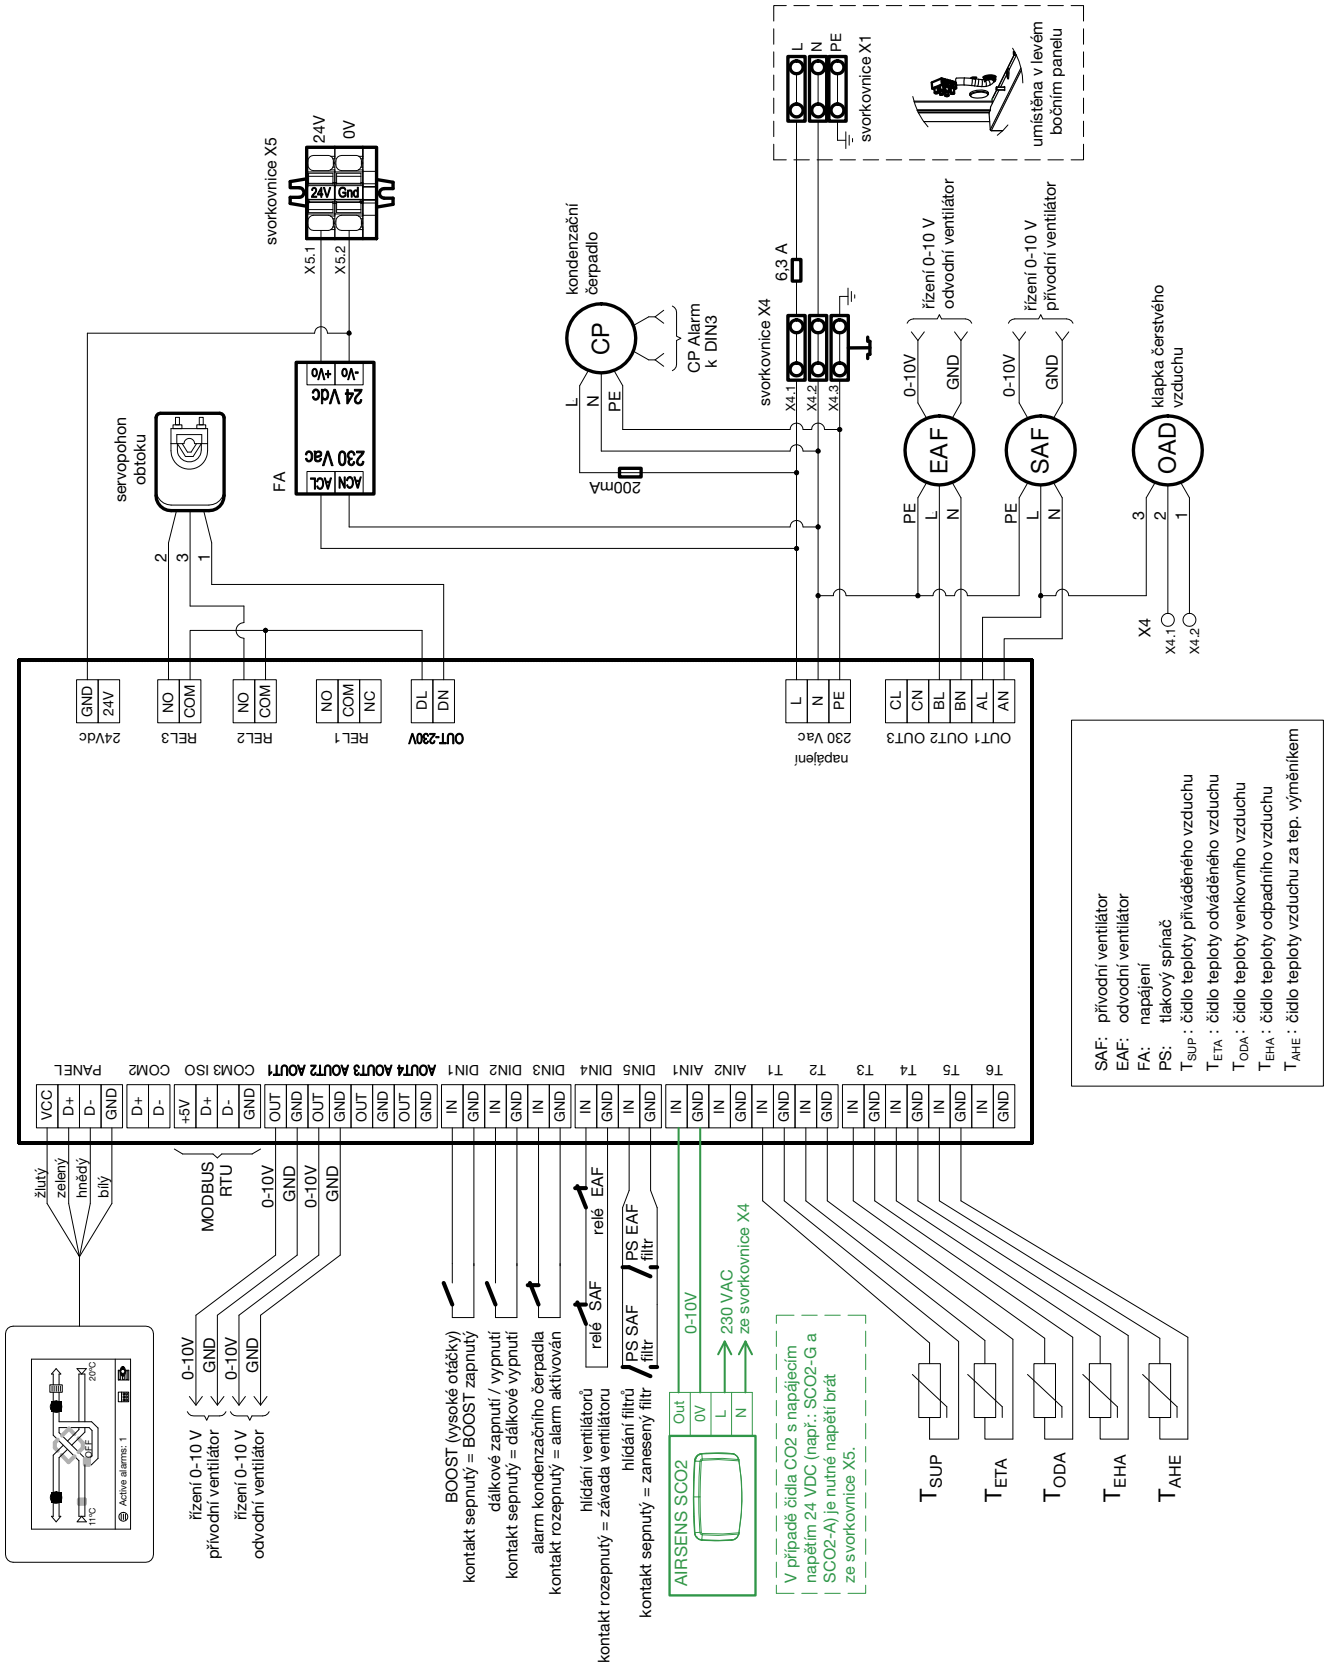 svorkovnice X5
24V
0V
24V
Gnd
X5.1
X5.2
servopohon
obtoku
2
3
1
FA
+Vo
-Vo
24 Vdc
230 Vac
ACL
ACN
kondenzační
čerpadlo
CP
CP Alarm
k DIN3
L
N
PE
200mA
L
N
PE
svorkovnice X1
umístěna v levém
bočním panelu
6,3 A
svorkovnice X4
X4.1
X4.2
X4.3
řízení 0-10 V
odvodní ventilátor
0-10V
GND
EAF
PE
L
N
řízení 0-10 V
přívodní ventilátor
0-10V
GND
SAF
PE
L
N
klapka čerstvého
vzduchu
OAD
3
2
1
X4
X4.1
X4.2
GND
24V
24Vdc
NO
COM
REL3
NO
COM
REL2
NO
COM
NC
REL1
DL
DN
OUT-230V
L
N
PE
230 Vac
napájení
CL
CN
BL
BN
AL
AN
OUT3
OUT2
OUT1
PANEL
VCC
D+
D-
GND
COM2
D+
D-
COM3 ISO
+5V
D+
D-
GND
AOUT1
OUT
GND
AOUT2
OUT
GND
AOUT3
OUT
GND
AOUT4
OUT
GND
DIN1
IN
GND
DIN2
IN
GND
DIN3
IN
GND
DIN4
IN
GND
DIN5
IN
GND
AIN1
IN
GND
AIN2
IN
GND
T1
IN
GND
T2
IN
GND
T3
IN
GND
T4
IN
GND
T5
IN
GND
T6
IN
GND
žlutý
zelený
hnědý
bílý
MODBUS
RTU
0-10V
GND
0-10V
GND
0-10V
GND
0-10V
GND
řízení 0-10 V
přívodní ventilátor
řízení 0-10 V
odvodní ventilátor
11°C
20°C
OFF
Active alarms: 1
BOOST (vysoké otáčky)
kontakt sepnutý = BOOST zapnutý
dálkové zapnutí / vypnutí
kontakt sepnutý = dálkové vypnutí
alarm kondenzačního čerpadla
kontakt rozepnutý = alarm aktivován
relé SAF
relé EAF
hlídání ventilátorů
kontakt rozepnutý = závada ventilátoru
PS SAF
filtr
PS EAF
filtr
hlídání filtrů
kontakt sepnutý = zanesený filtr
AIRSENS SCO2
Out
0V
L
N
0-10V
230 VAC
ze svorkovnice X4
V případě čidla CO2 s napájecím
napětím 24 VDC (např.: SCO2-G a
SCO2-A) je nutné napětí brát
ze svorkovnice X5.
TSUP
TETA
TODA
TEHA
TAHE
SAF: přívodní ventilátor
EAF: odvodní ventilátor
FA: napájení
PS: tlakový spínač
TSUP : čidlo teploty přiváděného vzduchu
TETA : čidlo teploty odváděného vzduchu
TODA : čidlo teploty venkovního vzduchu
TEHA : čidlo teploty odpadního vzduchu
TAHE : čidlo teploty vzduchu za tep. výměníkem